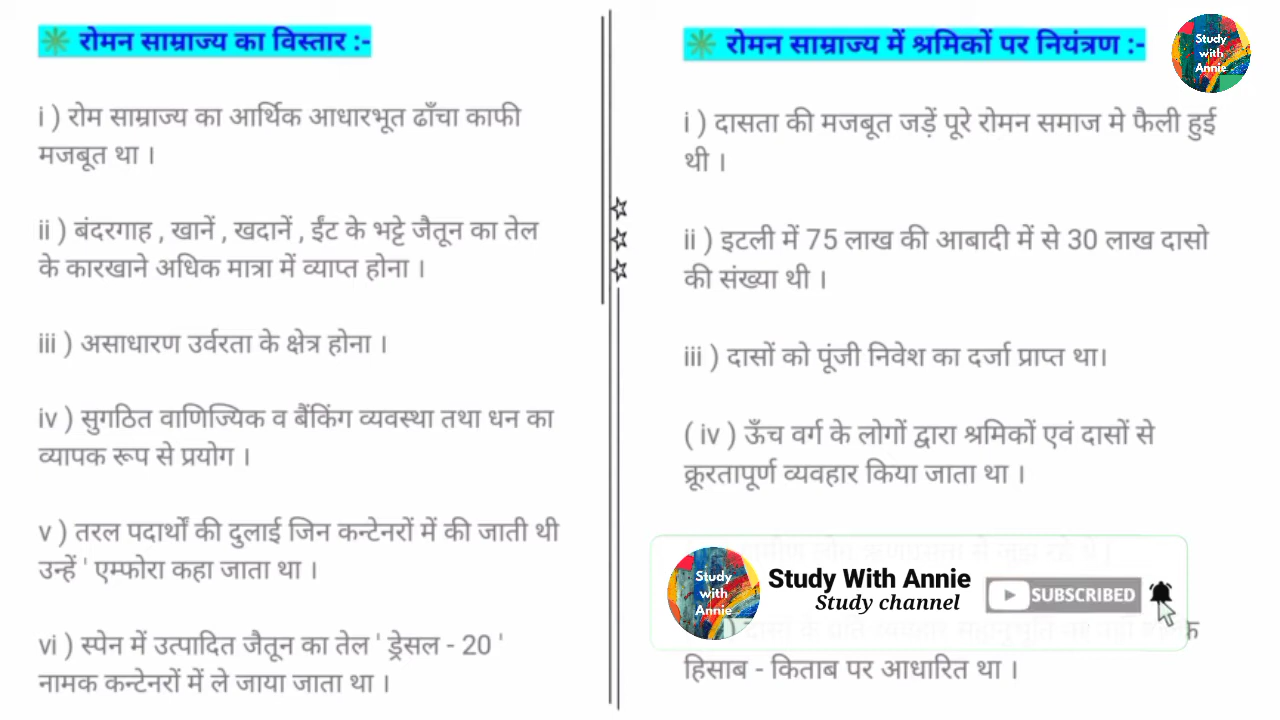 ✳ रोमन साम्राज्य का विस्तार :-
i ) रोम साम्राज्य का आर्थिक आधारभूत ढाँचा काफी
मजबूत था ।
ii ) बंदरगाह , खानें , खदानें , ईंट के भट्टे जैतून का तेल
के कारखाने अधिक मात्रा में व्याप्त होना ।
iii ) असाधारण उर्वरता के क्षेत्र होना ।
iv ) सुगठित वाणिज्यिक व बैंकिंग व्यवस्था तथा धन का
व्यापक रूप से प्रयोग ।
v ) तरल पदार्थों की दुलाई जिन कन्टेनरों में की जाती थी
उन्हें ' एम्फोरा कहा जाता था ।
vi ) स्पेन में उत्पादित जैतून का तेल ' ड्रेसल - 20 '
नामक कन्टेनरों में ले जाया जाता था ।
✳ रोमन साम्राज्य में श्रमिकों पर नियंत्रण :-
i ) दासता की मजबूत जड़ें पूरे रोमन समाज मे फैली हुई
थी ।
ii ) इटली में 75 लाख की आबादी में से 30 लाख दासो
की संख्या थी ।
iii ) दासों को पूंजी निवेश का दर्जा प्राप्त था।
( iv ) ऊँच वर्ग के लोगों द्वारा श्रमिकों एवं दासों से
क्रूरतापूर्ण व्यवहार किया जाता था ।
हिसाब - किताब पर आधारित था ।
Study
with
Annie
Study
with
Annie
Study With Annie
Study channel
SUBSCRIBED